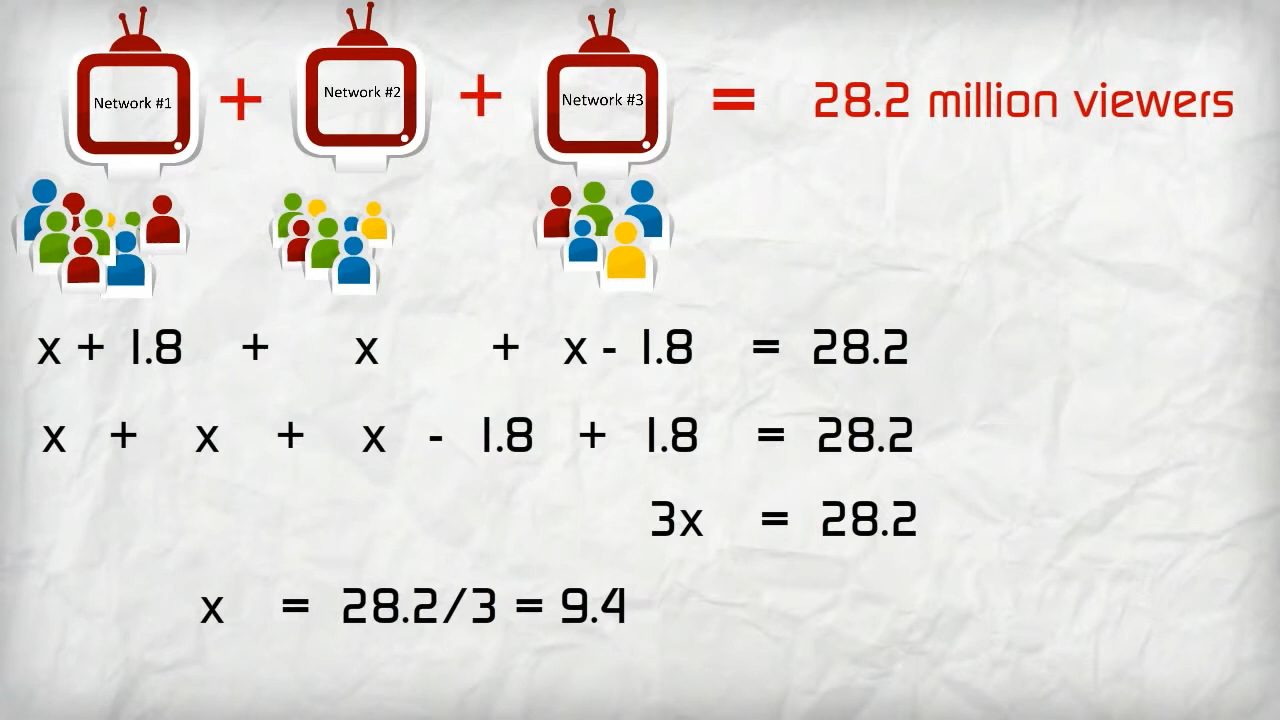 Network #1 + Network #2 + Network #3 = 28.2 million viewers
x + 1.8 + x + x - 1.8 = 28.2
x + x + x - 1.8 + 1.8 = 28.2
3x = 28.2
x = 28.2/3 = 9.4